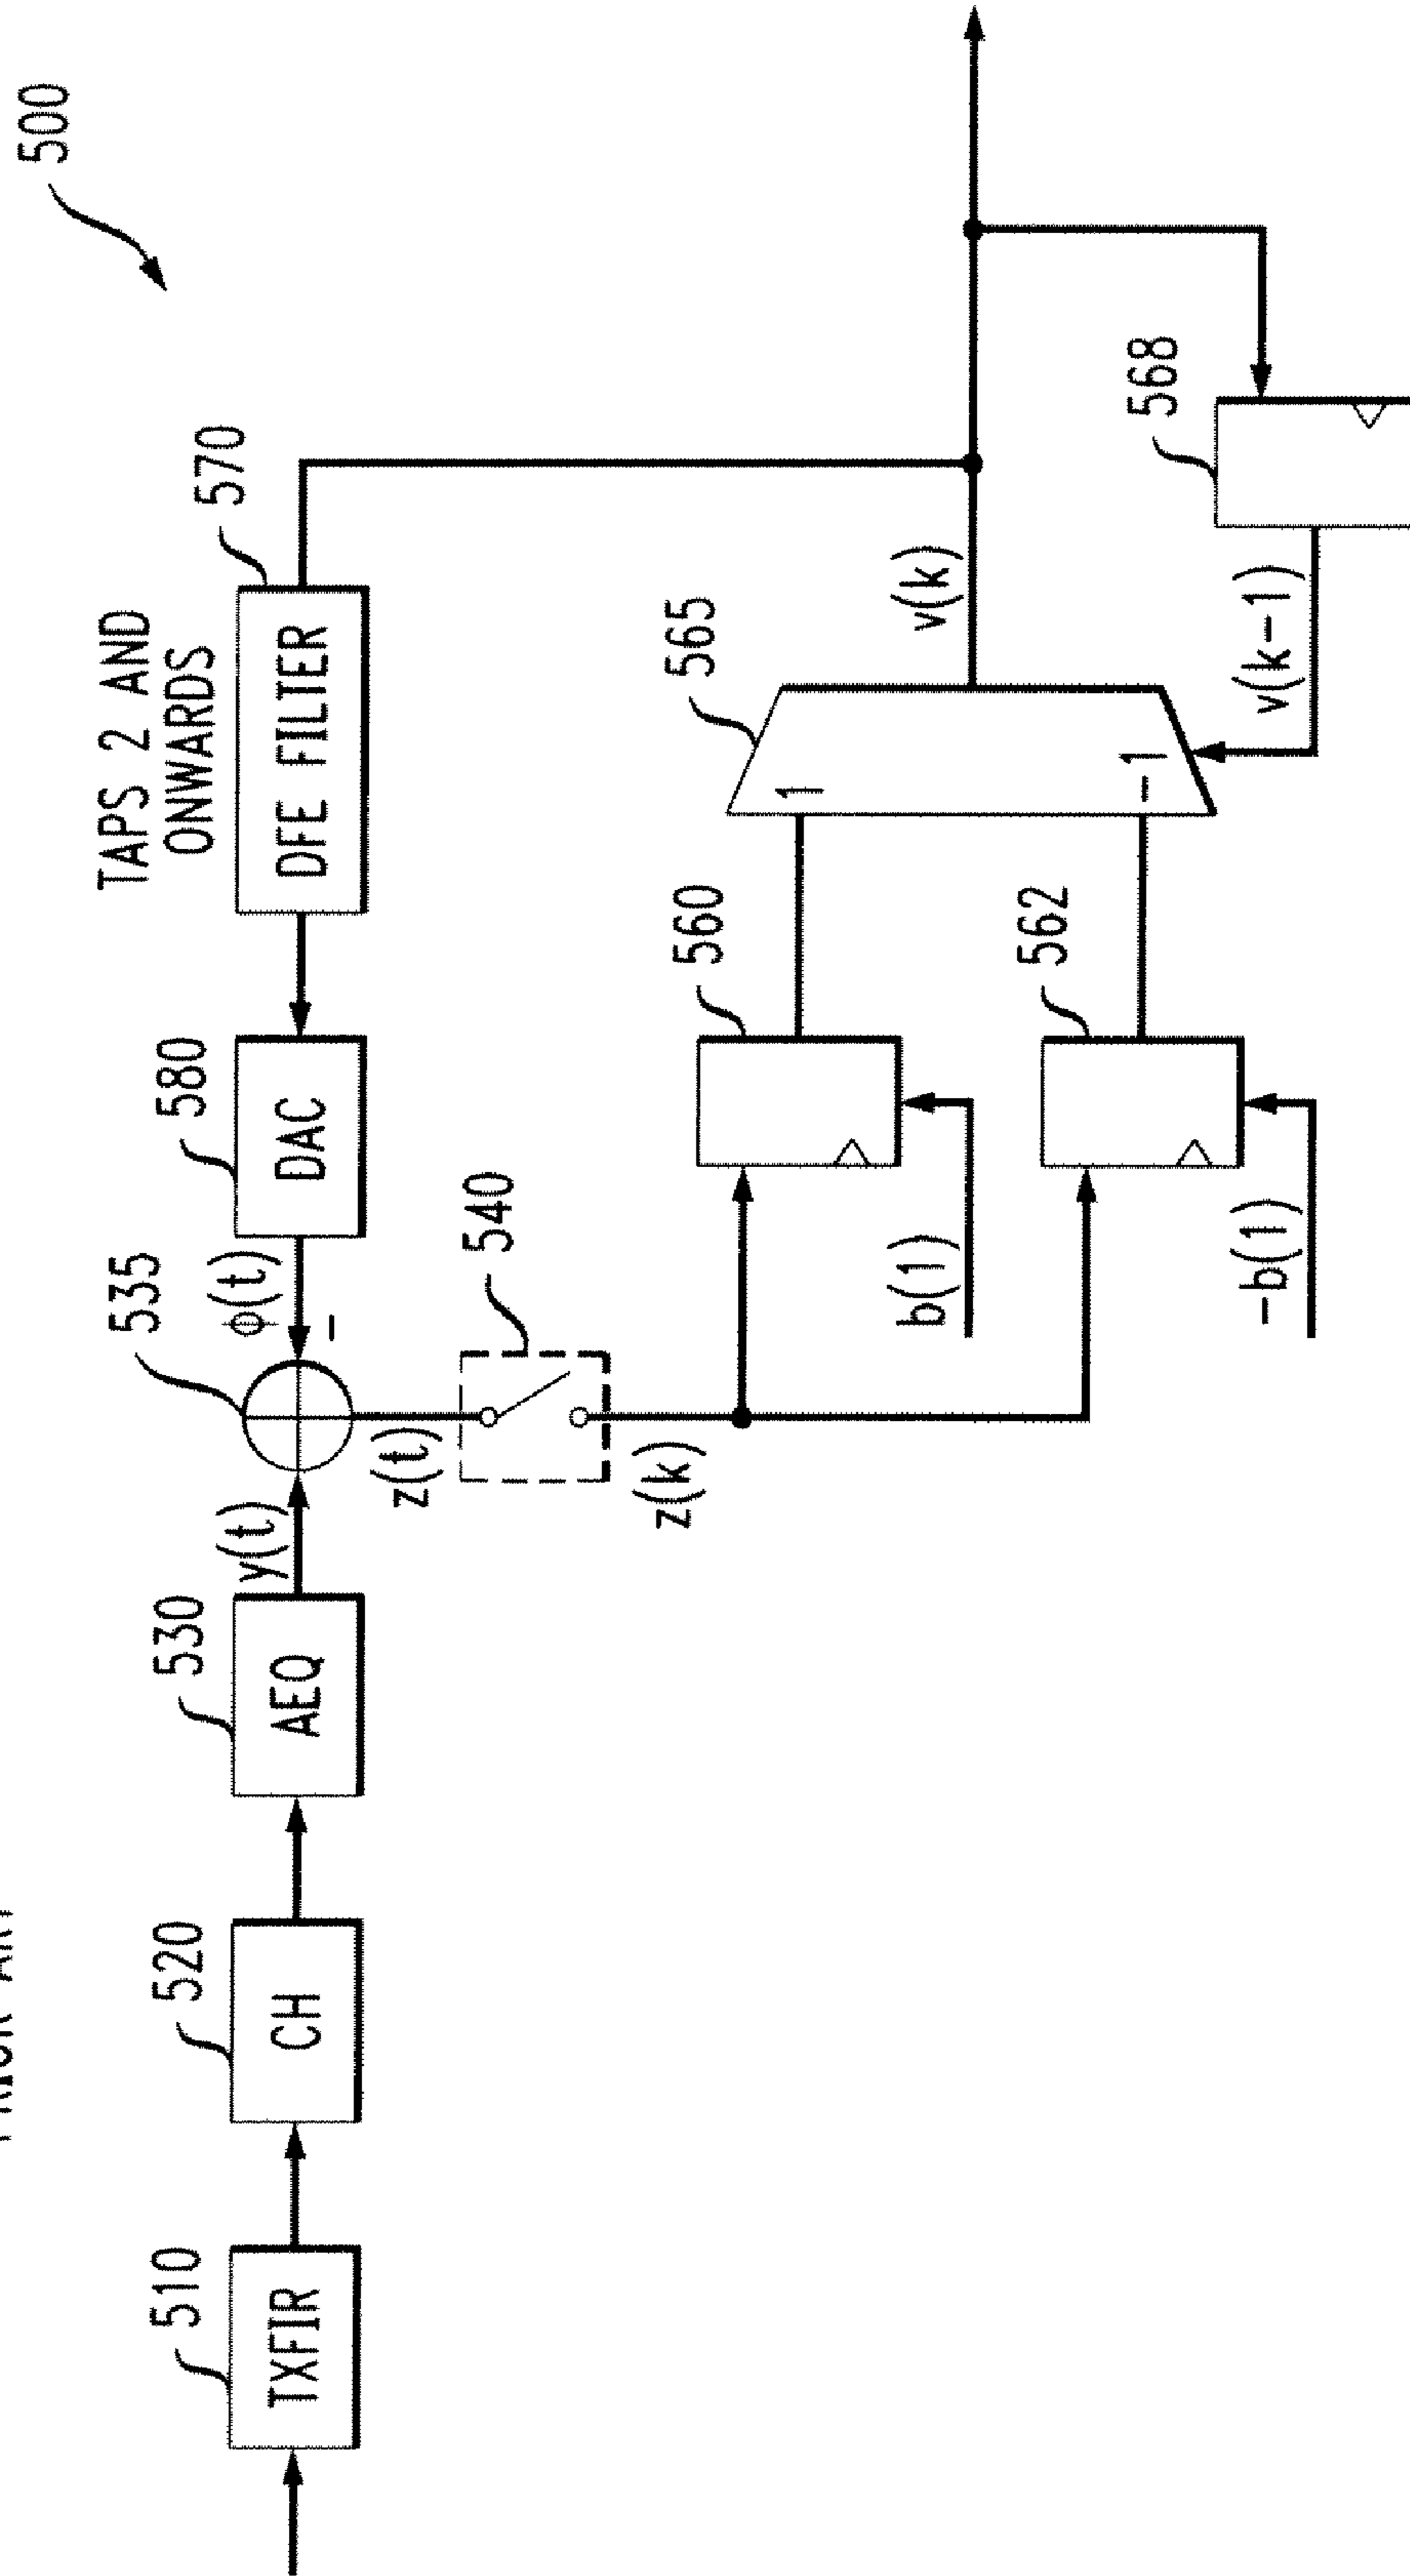 PRIOR ART
500
TAPS 2 AND
ONWARDS
510
TXFIR
520
CH
530
AEQ
y(t)
535
ϕ(t)
-
580
DAC
570
DFE FILTER
z(t)
540
z(k)
560
b(1)
562
-b(1)
565
1
-1
v(k)
v(k-1)
568